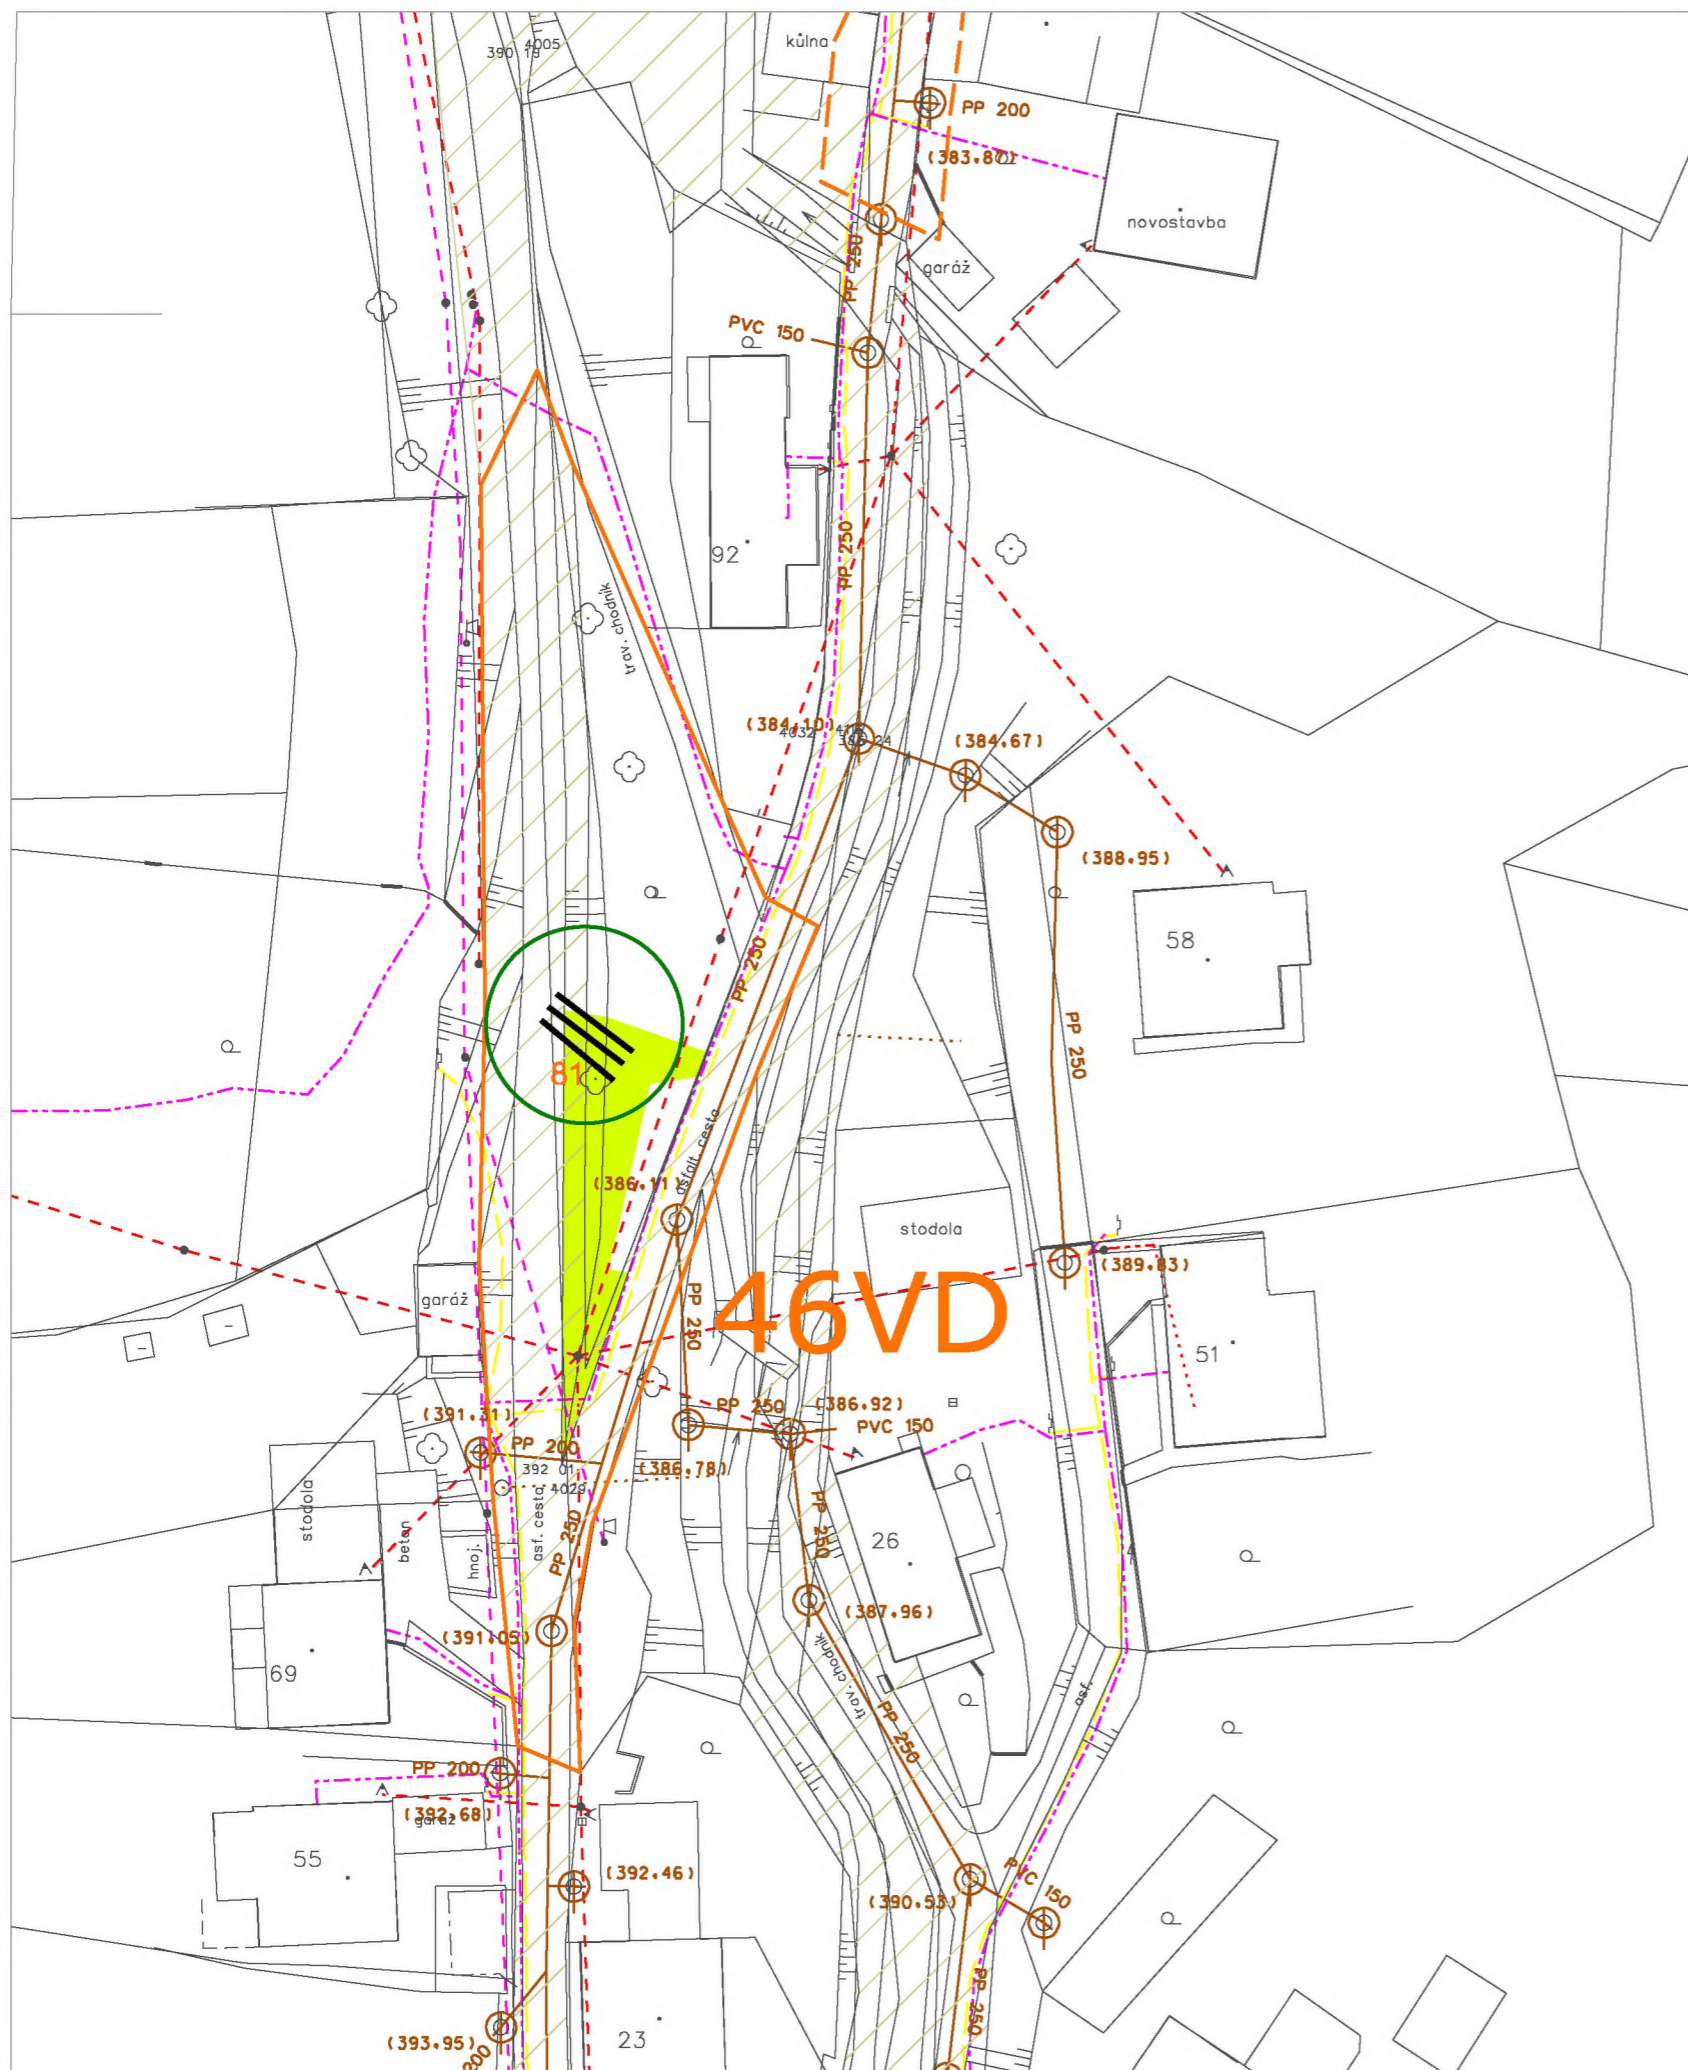 4005
390 19
kůlna
PP 200
(383.87)
novostavba
PP 250
garáž
PVC 150
PP 250
92
trav. chodník
(384.10)
4032
(384.67)
(388.95)
58
PP 250
PP 250
81
asfalt. cesta
(386.11)
stodola
(389.83)
garáž
PP 250
46VD
51
(391.31)
PP 250
(386.92)
PVC 150
PP 200
392 01
(386.78)
4029
stodola
beton
hnoj.
asf. cesta
PP 250
PP 250
26
(387.96)
(391.05)
69
trav. chodník
asf.
PP 250
PP 200
(392.68)
garáž
55
(392.46)
PVC 150
(390.53)
PP 250
(393.95)
23
200